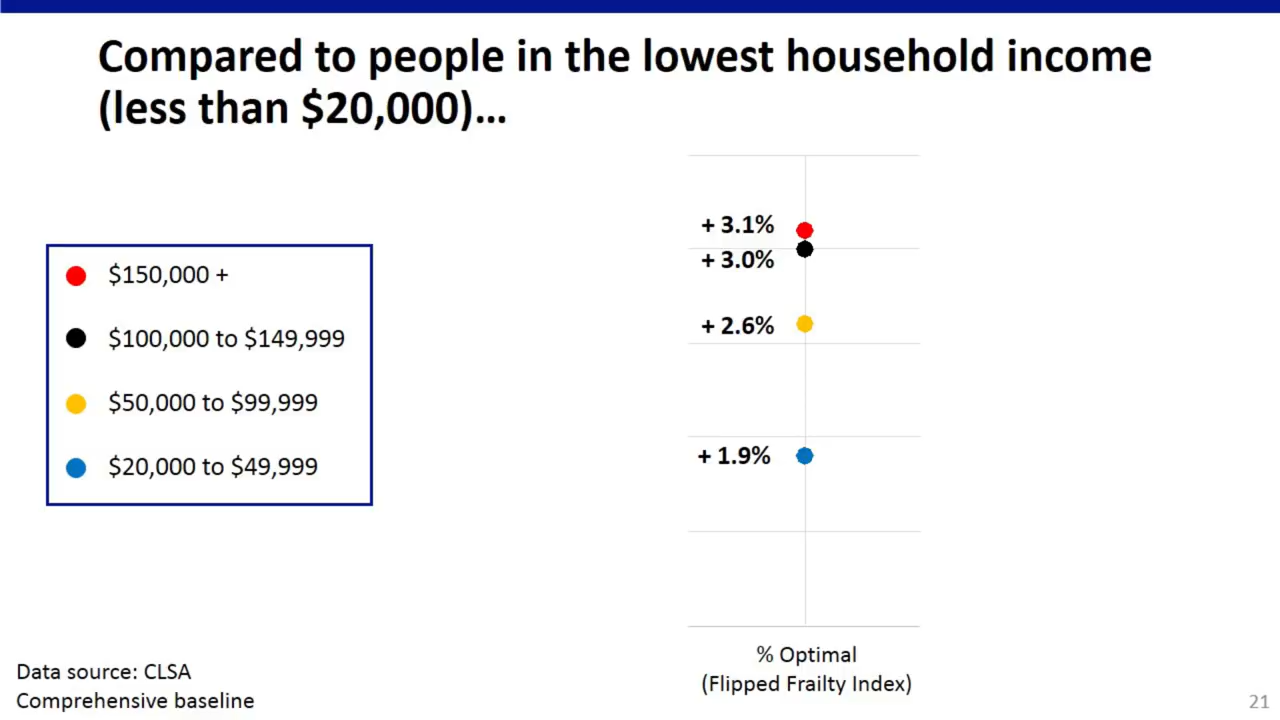 Compared to people in the lowest household income
(less than $20,000)…
$150,000 +
$100,000 to $149,999
$50,000 to $99,999
$20,000 to $49,999
+ 3.1%
+ 3.0%
+ 2.6%
+ 1.9%
% Optimal
(Flipped Frailty Index)
Data source: CLSA
Comprehensive baseline
21